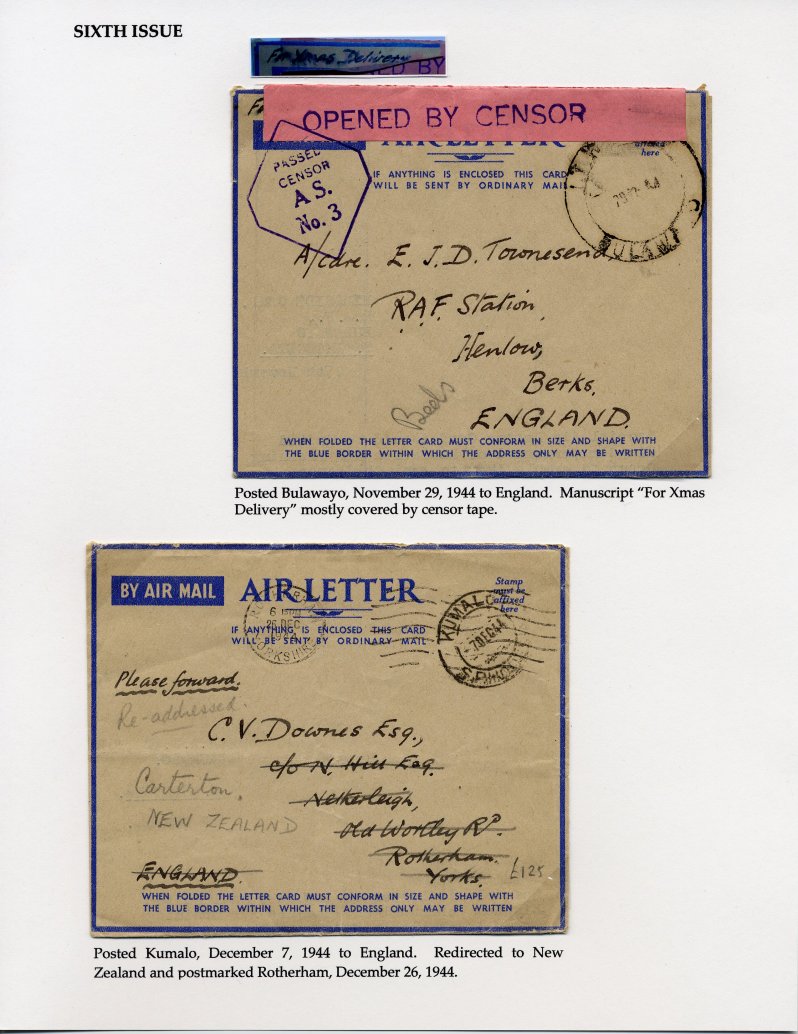 SIXTH ISSUE
For Xmas Delivery
ED BY
OPENED BY CENSOR
AIR LETTER
affixed
here
PASSED
CENSOR
A S.
No. 3
IF ANYTHING IS ENCLOSED THIS CARD
WILL BE SENT BY ORDINARY MAIL
A/cdre. E. J. D. Townesend,
R.A.F. Station,
Henlow,
Berks,
Beds
ENGLAND.
WHEN FOLDED THE LETTER CARD MUST CONFORM IN SIZE AND SHAPE WITH
THE BLUE BORDER WITHIN WHICH THE ADDRESS ONLY MAY BE WRITTEN
Posted Bulawayo, November 29, 1944 to England. Manuscript “For Xmas
Delivery” mostly covered by censor tape.
BY AIR MAIL
AIR LETTER
Stamp
must be
affixed
here
6
26 DEC
YORKSHIRE
KUMALO
7 DEC 44
IF ANYTHING IS ENCLOSED THIS CARD
WILL BE SENT BY ORDINARY MAIL
Please forward.
Re-addressed.
C. V. Downes Esq.,
c/o N. Hill Esq.
Netherleigh,
Carterton,
NEW ZEALAND
Old Wortley Rd.
Rotherham.
Yorks.
£125
ENGLAND.
WHEN FOLDED THE LETTER CARD MUST CONFORM IN SIZE AND SHAPE WITH
THE BLUE BORDER WITHIN WHICH THE ADDRESS ONLY MAY BE WRITTEN
Posted Kumalo, December 7, 1944 to England. Redirected to New
Zealand and postmarked Rotherham, December 26, 1944.